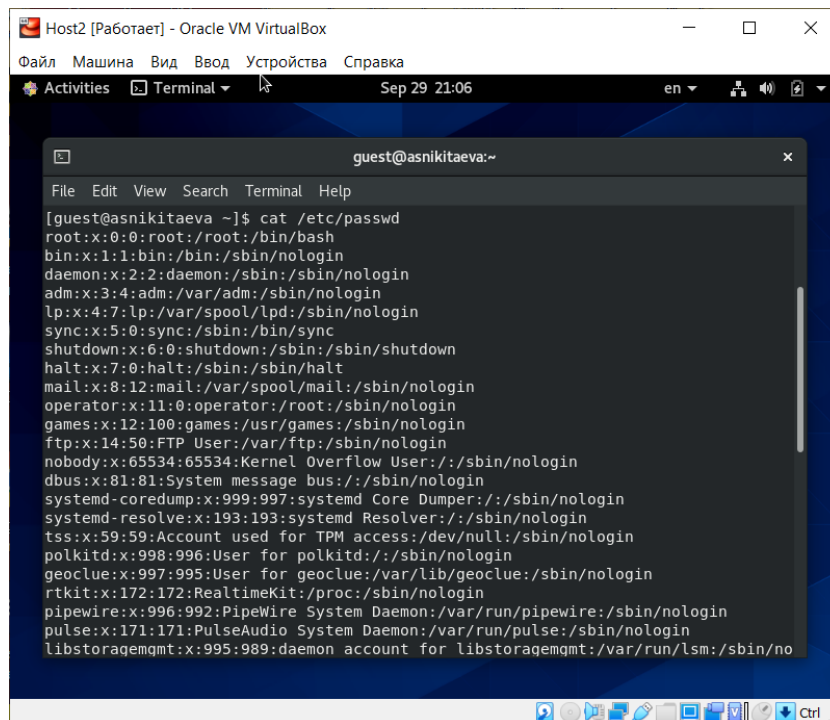 Host2 [Работает] - Oracle VM VirtualBox
Файл Машина Вид Ввод Устройства Справка
Activities Terminal Sep 29 21:06 en
guest@asnikitaeva:~
File Edit View Search Terminal Help
[guest@asnikitaeva ~]$ cat /etc/passwd
root:x:0:0:root:/root:/bin/bash
bin:x:1:1:bin:/bin:/sbin/nologin
daemon:x:2:2:daemon:/sbin:/sbin/nologin
adm:x:3:4:adm:/var/adm:/sbin/nologin
lp:x:4:7:lp:/var/spool/lpd:/sbin/nologin
sync:x:5:0:sync:/sbin:/bin/sync
shutdown:x:6:0:shutdown:/sbin:/sbin/shutdown
halt:x:7:0:halt:/sbin:/sbin/halt
mail:x:8:12:mail:/var/spool/mail:/sbin/nologin
operator:x:11:0:operator:/root:/sbin/nologin
games:x:12:100:games:/usr/games:/sbin/nologin
ftp:x:14:50:FTP User:/var/ftp:/sbin/nologin
nobody:x:65534:65534:Kernel Overflow User:/:/sbin/nologin
dbus:x:81:81:System message bus:/:/sbin/nologin
systemd-coredump:x:999:997:systemd Core Dumper:/:/sbin/nologin
systemd-resolve:x:193:193:systemd Resolver:/:/sbin/nologin
tss:x:59:59:Account used for TPM access:/dev/null:/sbin/nologin
polkitd:x:998:996:User for polkitd:/:/sbin/nologin
geoclue:x:997:995:User for geoclue:/var/lib/geoclue:/sbin/nologin
rtkit:x:172:172:RealtimeKit:/proc:/sbin/nologin
pipewire:x:996:992:PipeWire System Daemon:/var/run/pipewire:/sbin/nologin
pulse:x:171:171:PulseAudio System Daemon:/var/run/pulse:/sbin/nologin
libstoragemgmt:x:995:989:daemon account for libstoragemgmt:/var/run/lsm:/sbin/no
Ctrl